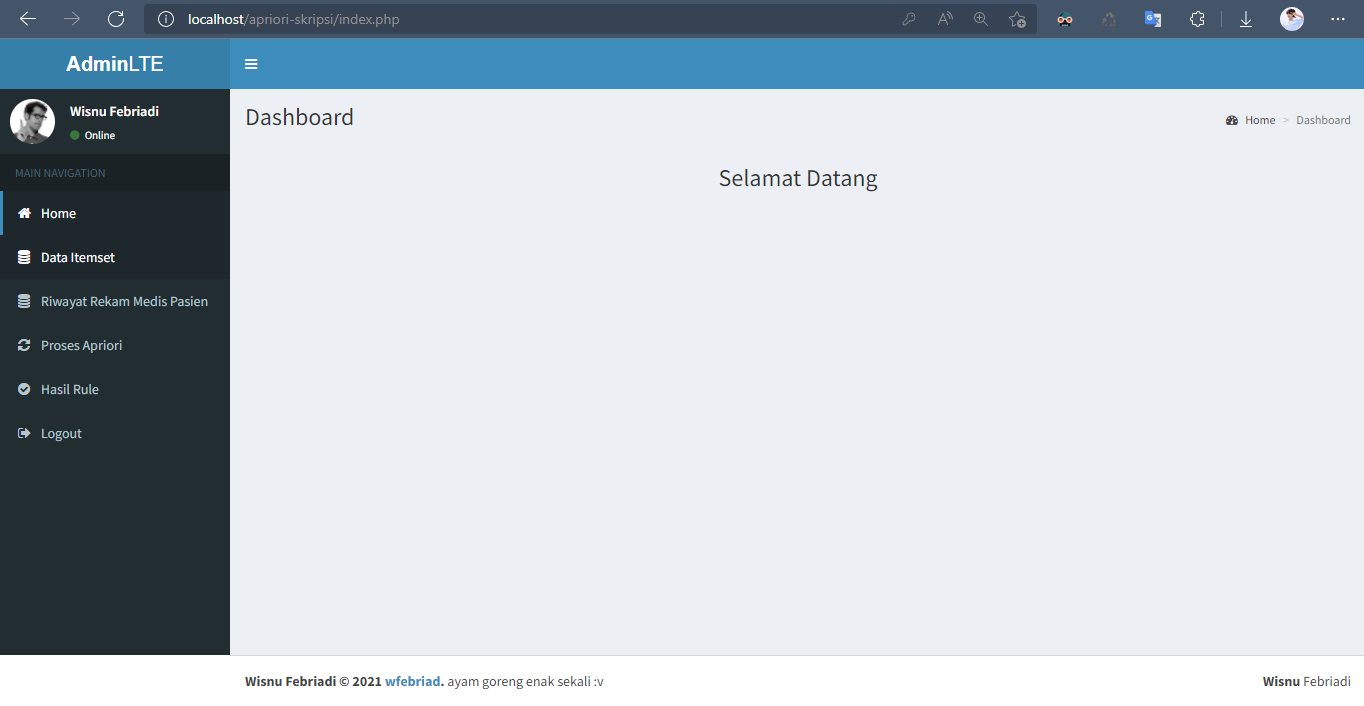 localhost/apriori-skripsi/index.php
AdminLTE
Wisnu Febriadi
Online
MAIN NAVIGATION
Home
Data Itemset
Riwayat Rekam Medis Pasien
Proses Apriori
Hasil Rule
Logout
Dashboard
Home > Dashboard
Selamat Datang
Wisnu Febriadi © 2021 wfebriad. ayam goreng enak sekali :v
Wisnu Febriadi